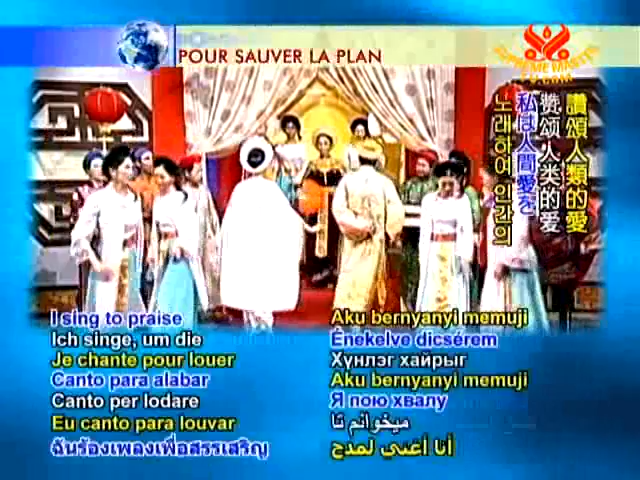 POUR SAUVER LA PLAN
SUPREME MASTER
讚頌人類的愛
赞颂人类的爱
私は人間愛を
노래하여 인간의
I sing to praise
Ich singe, um die
Je chante pour louer
Canto para alabar
Canto per lodare
Eu canto para louvar
ฉันร้องเพลงเพื่อสรรเสริญ
Aku bernyanyi memuji
Énekelve dicsérem
Хүнлэг хайрыг
Aku bernyanyi memuji
Я пою хвалу
میخوانم تا
أنا أغني لمدح